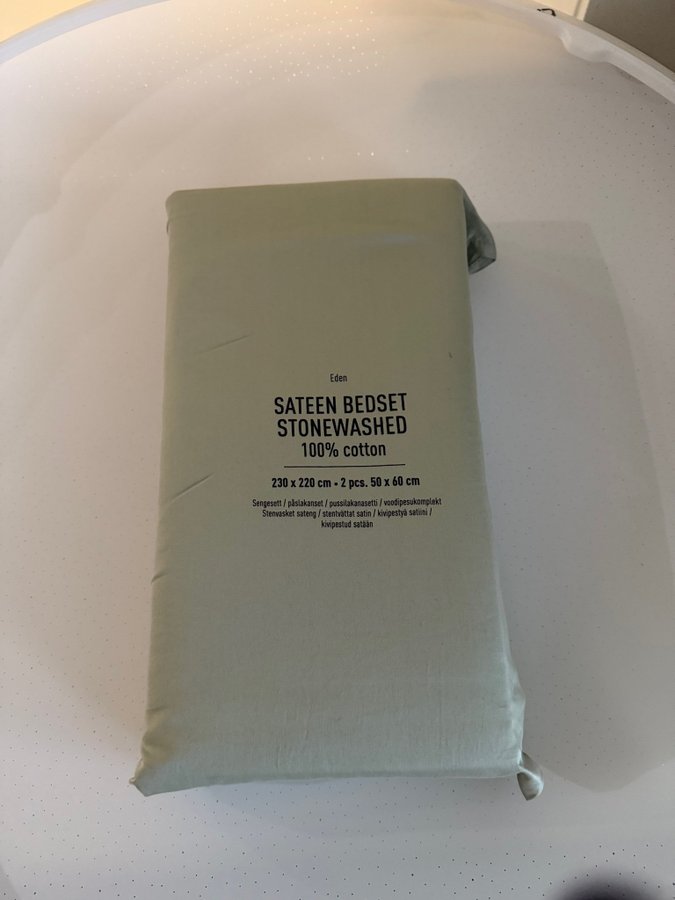 Eden
SATEEN BEDSET
STONEWASHED
100% cotton
230 x 220 cm • 2 pcs. 50 x 60 cm
Sengesett / påslakanset / pussilakanasetti / voodipesukomplekt
Stenvasket sateng / stentvättat satin / kivipestyä satiini /
kivipestud satään